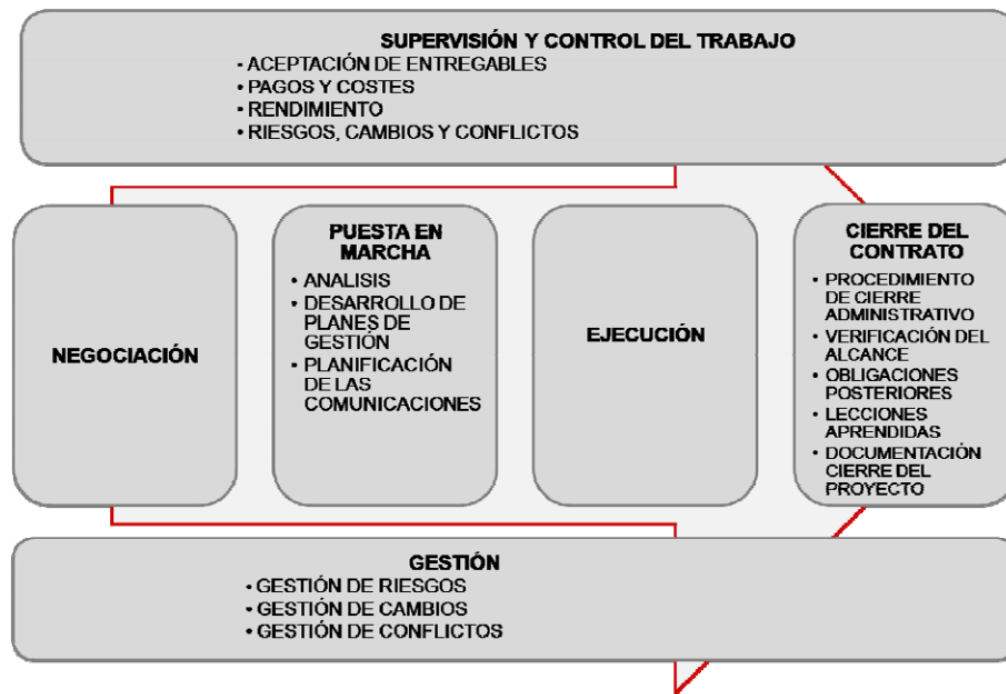 SUPERVISIÓN Y CONTROL DEL TRABAJO
• ACEPTACIÓN DE ENTREGABLES
• PAGOS Y COSTES
• RENDIMIENTO
• RIESGOS, CAMBIOS Y CONFLICTOS
NEGOCIACIÓN
PUESTA EN
MARCHA
• ANALISIS
• DESARROLLO DE
PLANES DE
GESTIÓN
• PLANIFICACIÓN
DE LAS
COMUNICACIONES
EJECUCIÓN
CIERRE DEL
CONTRATO
• PROCEDIMIENTO
DE CIERRE
ADMINISTRATIVO
• VERIFICACIÓN DEL
ALCANCE
• OBLIGACIONES
POSTERIORES
• LECCIONES
APRENDIDAS
• DOCUMENTACIÓN
CIERRE DEL
PROYECTO
GESTIÓN
• GESTIÓN DE RIESGOS
• GESTIÓN DE CAMBIOS
• GESTIÓN DE CONFLICTOS